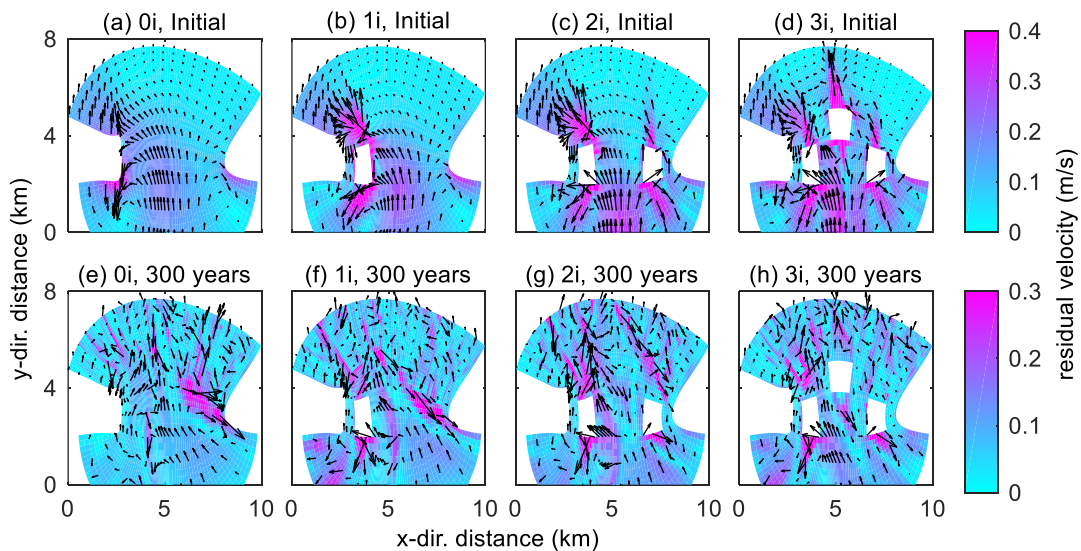 (a) 0i, Initial
(b) 1i, Initial
(c) 2i, Initial
(d) 3i, Initial
8
4
0
0.4
0.3
0.2
0.1
0
(e) 0i, 300 years
(f) 1i, 300 years
(g) 2i, 300 years
(h) 3i, 300 years
8
4
0
0 5 10
0 5 10
0 5 10
0 5 10
0.3
0.2
0.1
0
y-dir. distance (km)
x-dir. distance (km)
residual velocity (m/s)